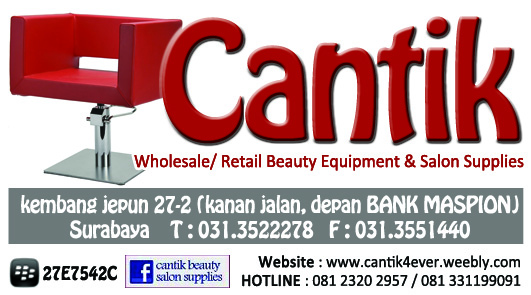 Cantik
Wholesale/ Retail Beauty Equipment & Salon Supplies
kembang jepun 27-2 (kanan jalan, depan BANK MASPION)
Surabaya T : 031.3522278 F : 031.3551440
27E7542C
f
cantik beauty
salon supplies
Website : www.cantik4ever.weebly.com
HOTLINE : 081 2320 2957 / 081 331199091